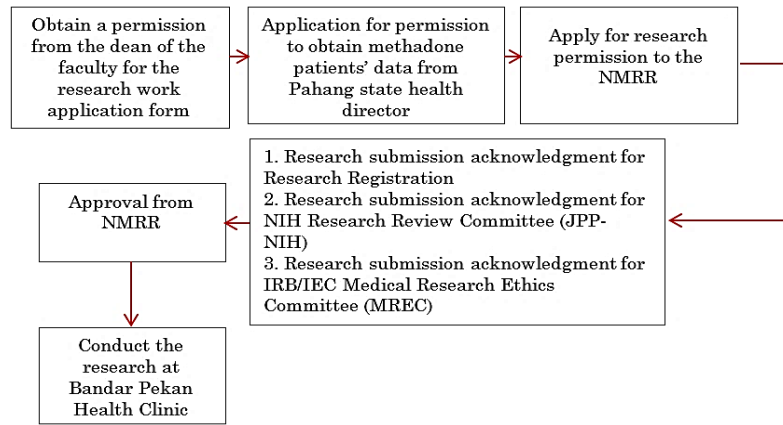 Obtain a permission
from the dean of the
faculty for the
research work
application form
Application for permission
to obtain methadone
patients' data from
Pahang state health
director
Apply for research
permission to the
NMRR
1. Research submission acknowledgment for
Research Registration
2. Research submission acknowledgment for
NIH Research Review Committee (JPP-
NIH)
3. Research submission acknowledgment for
IRB/IEC Medical Research Ethics
Committee (MREC)
Approval from
NMRR
Conduct the
research at
Bandar Pekan
Health Clinic